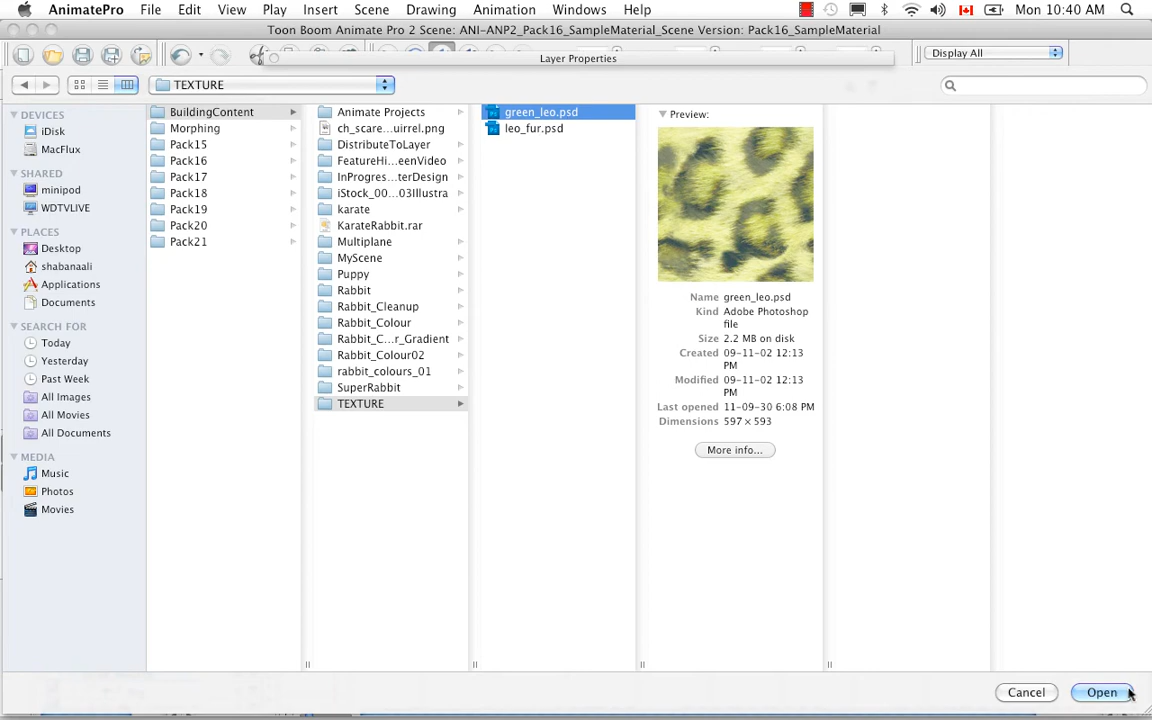 AnimatePro File Edit View Play Insert Scene Drawing Animation Windows Help Mon 10:40 AM
Toon Boom Animate Pro 2 Scene: ANI-ANP2_Pack16_SampleMaterial_Scene Version: Pack16_SampleMaterial
Display All
Layer Properties
TEXTURE
DEVICES
iDisk
MacFlux
SHARED
minipod
WDTVLIVE
PLACES
Desktop
shabanaali
Applications
Documents
SEARCH FOR
Today
Yesterday
Past Week
All Images
All Movies
All Documents
MEDIA
Music
Photos
Movies
BuildingContent
Morphing
Pack15
Pack16
Pack17
Pack18
Pack19
Pack20
Pack21
Animate Projects
ch_scare...uirrel.png
DistributeToLayer
FeatureHi...eenVideo
InProgres...terDesign
iStock_00...03Illustra
karate
KarateRabbit.rar
Multiplane
MyScene
Puppy
Rabbit
Rabbit_Cleanup
Rabbit_Colour
Rabbit_C...r_Gradient
Rabbit_Colour02
rabbit_colours_01
SuperRabbit
TEXTURE
green_leo.psd
leo_fur.psd
Preview:
Name green_leo.psd
Kind Adobe Photoshop
file
Size 2.2 MB on disk
Created 09-11-02 12:13
PM
Modified 09-11-02 12:13
PM
Last opened 11-09-30 6:08 PM
Dimensions 597 × 593
More info...
Cancel
Open